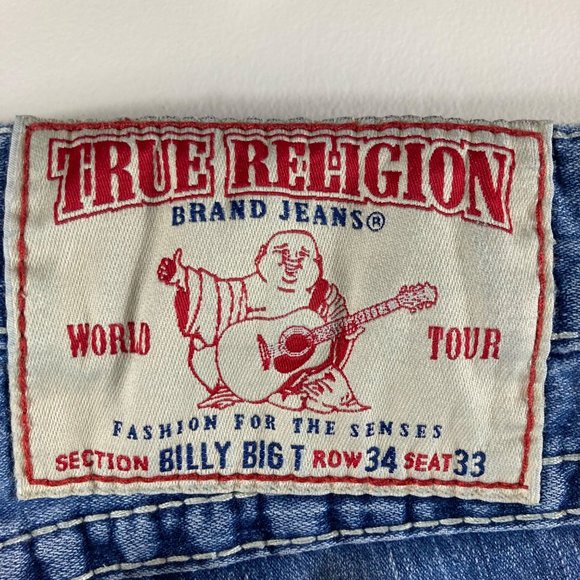 TRUE RELIGION
BRAND JEANS®
WORLD TOUR
FASHION FOR THE SENSES
SECTION BILLY BIG T ROW 34 SEAT 33